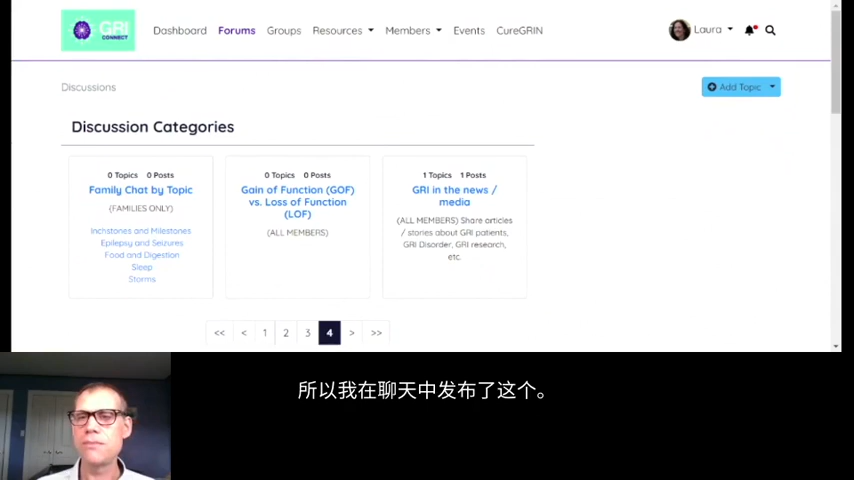 GRI
CONNECT
Dashboard Forums Groups Resources Members Events CureGRIN
Laura
Discussions
Add Topic
Discussion Categories
0 Topics 0 Posts
Family Chat by Topic
(FAMILIES ONLY)
Inchstones and Milestones
Epilepsy and Seizures
Food and Digestion
Sleep
Storms
0 Topics 0 Posts
Gain of Function (GOF)
vs. Loss of Function
(LOF)
(ALL MEMBERS)
1 Topics 1 Posts
GRI in the news /
media
(ALL MEMBERS) Share articles
/ stories about GRI patients,
GRI Disorder, GRI research,
etc.
<< < 1 2 3 4 > >>
所以我在聊天中发布了这个。